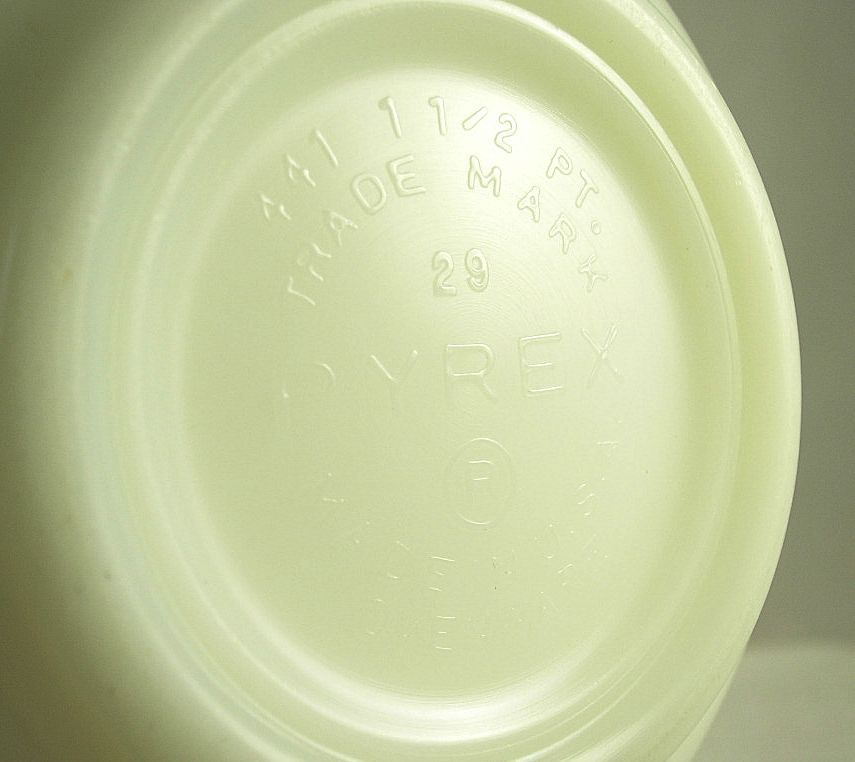 441 1 1/2 PT.
TRADE MARK
29
PYREX
®